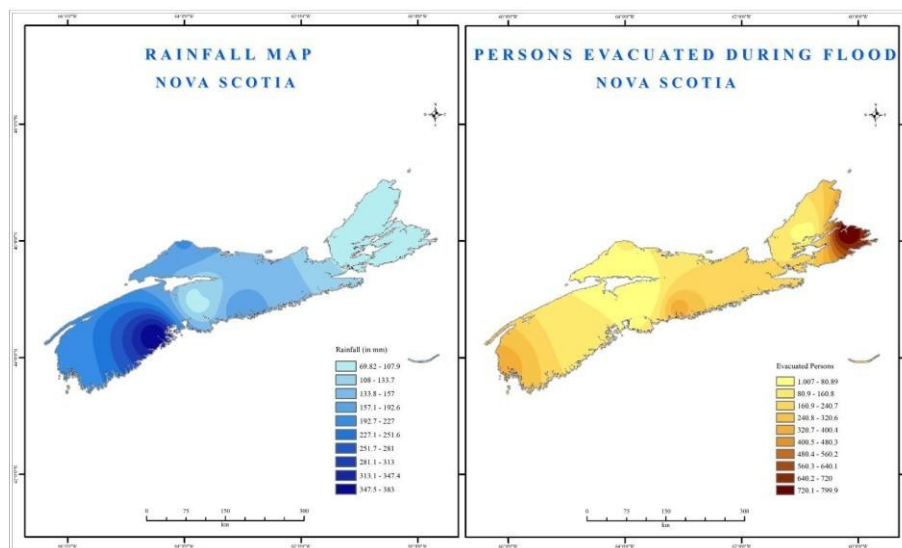 RAINFALL MAP
NOVA SCOTIA
Rainfall (in mm)
69.82 - 107.9
108 - 133.7
133.8 - 157
157.1 - 192.6
192.7 - 227
227.1 - 251.6
251.7 - 281
281.1 - 313
313.1 - 347.4
347.5 - 383
0 75 150 300
km
PERSONS EVACUATED DURING FLOOD
NOVA SCOTIA
Evacuated Persons
1.007 - 80.89
80.9 - 160.8
160.9 - 240.7
240.8 - 320.6
320.7 - 400.4
400.5 - 480.3
480.4 - 560.2
560.3 - 640.1
640.2 - 720
720.1 - 799.9
0 75 150 300
km